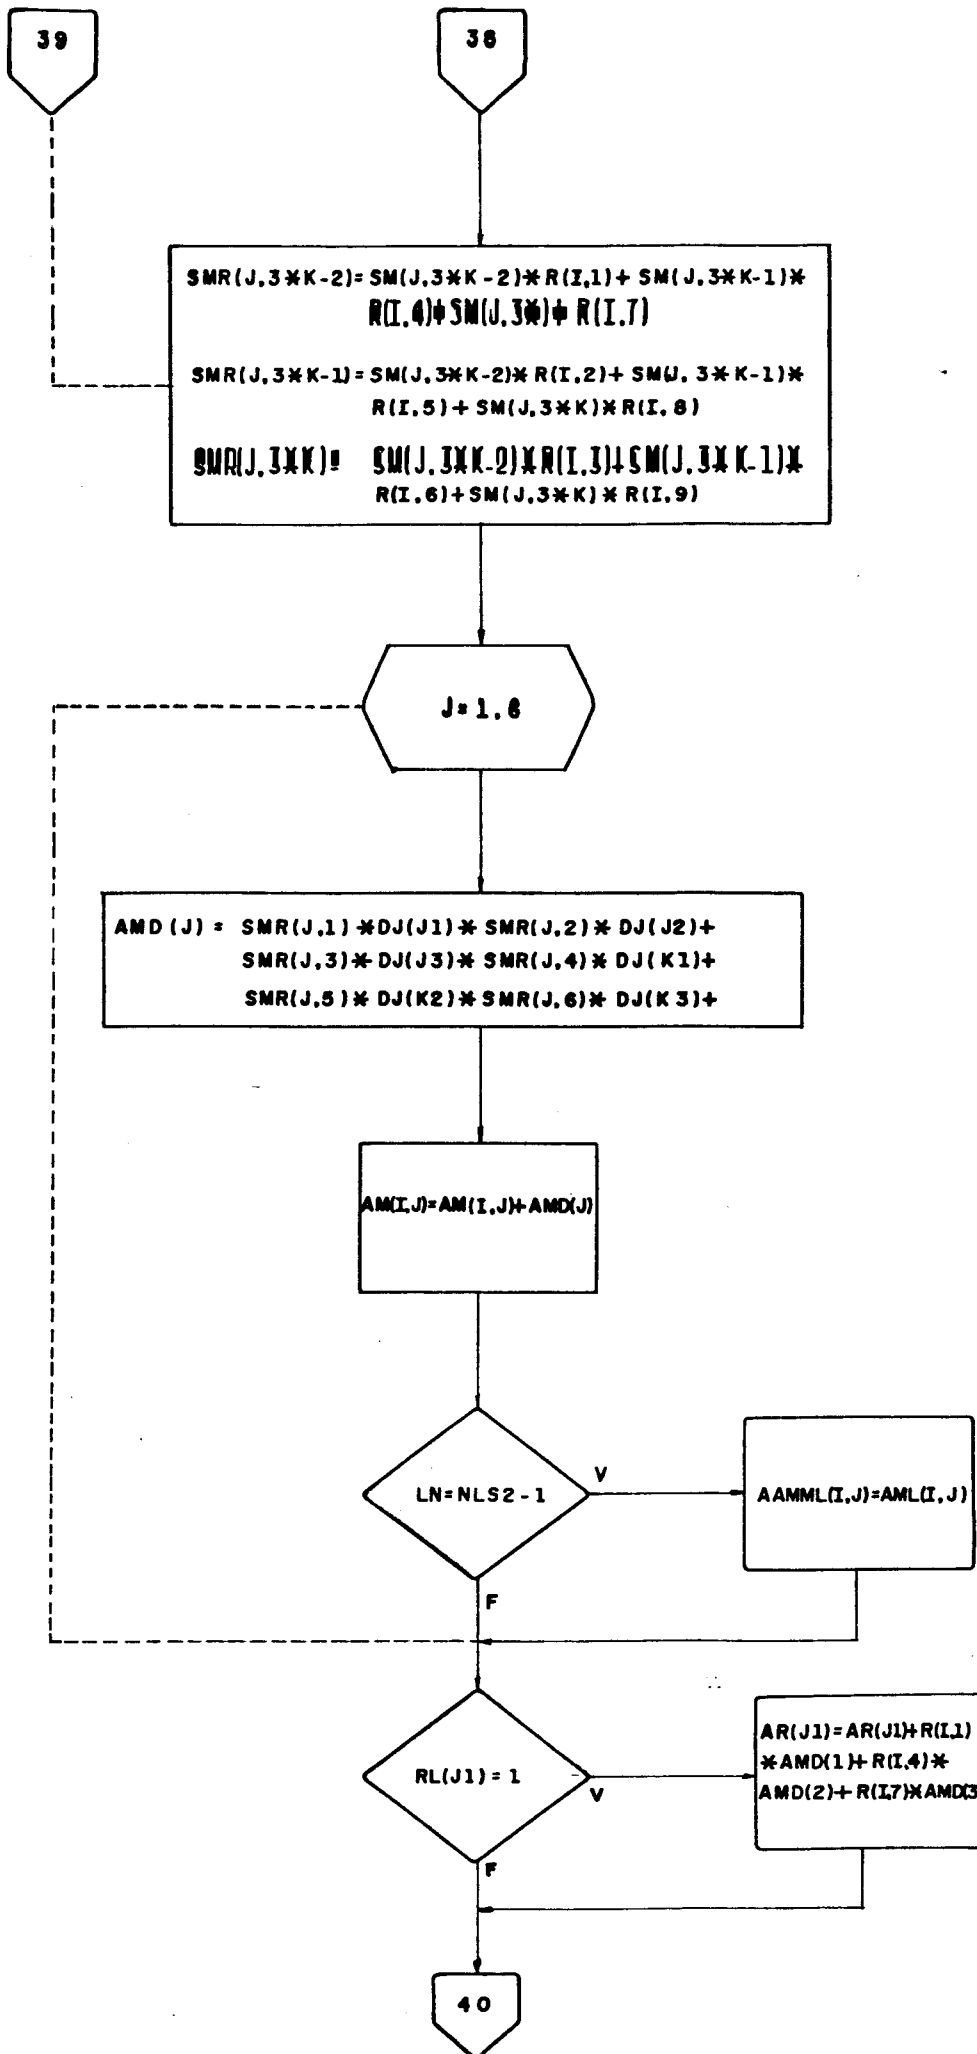 39
38
SMR(J,3*K-2)=SM(J,3*K-2)*R(I,1)+SM(J,3*K-1)*
R(I,4)+SM(J,3*)+R(I,7)
SMR(J,3*K-1)=SM(J,3*K-2)*R(I,2)+SM(J,3*K-1)*
R(I,5)+SM(J,3*K)*R(I,8)
SMR(J,3*K)= SM(J,3*K-2)*R(I,3)+SM(J,3*K-1)*
R(I,6)+SM(J,3*K)*R(I,9)
J=1,6
AMD(J)= SMR(J,1)*DJ(J1)*SMR(J,2)*DJ(J2)+
SMR(J,3)*DJ(J3)*SMR(J,4)*DJ(K1)+
SMR(J,5)*DJ(K2)*SMR(J,6)*DJ(K3)+
AM(I,J)=AM(I,J)+AMD(J)
LN=NLS2-1
V
AAMML(I,J)=AML(I,J)
F
RL(J1)=1
V
AR(J1)=AR(J1)+R(I,1)
*AMD(1)+R(I,4)*
AMD(2)+R(I,7)*AMD(3
F
40